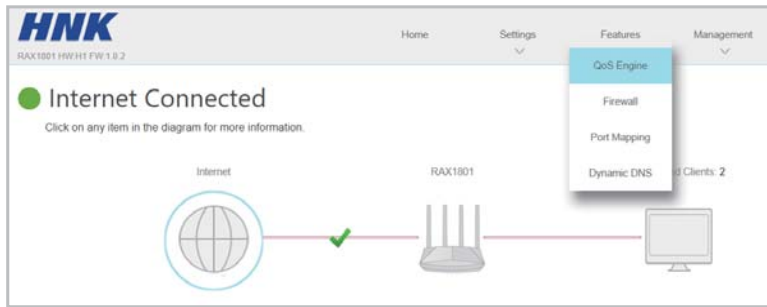 HNK
Home Settings Features Management
RAX1801 HW:H1 FW:1.0.2
QoS Engine
Internet Connected
Firewall
Click on any item in the diagram for more information.
Port Mapping
Internet RAX1801 Dynamic DNS d Clients: 2